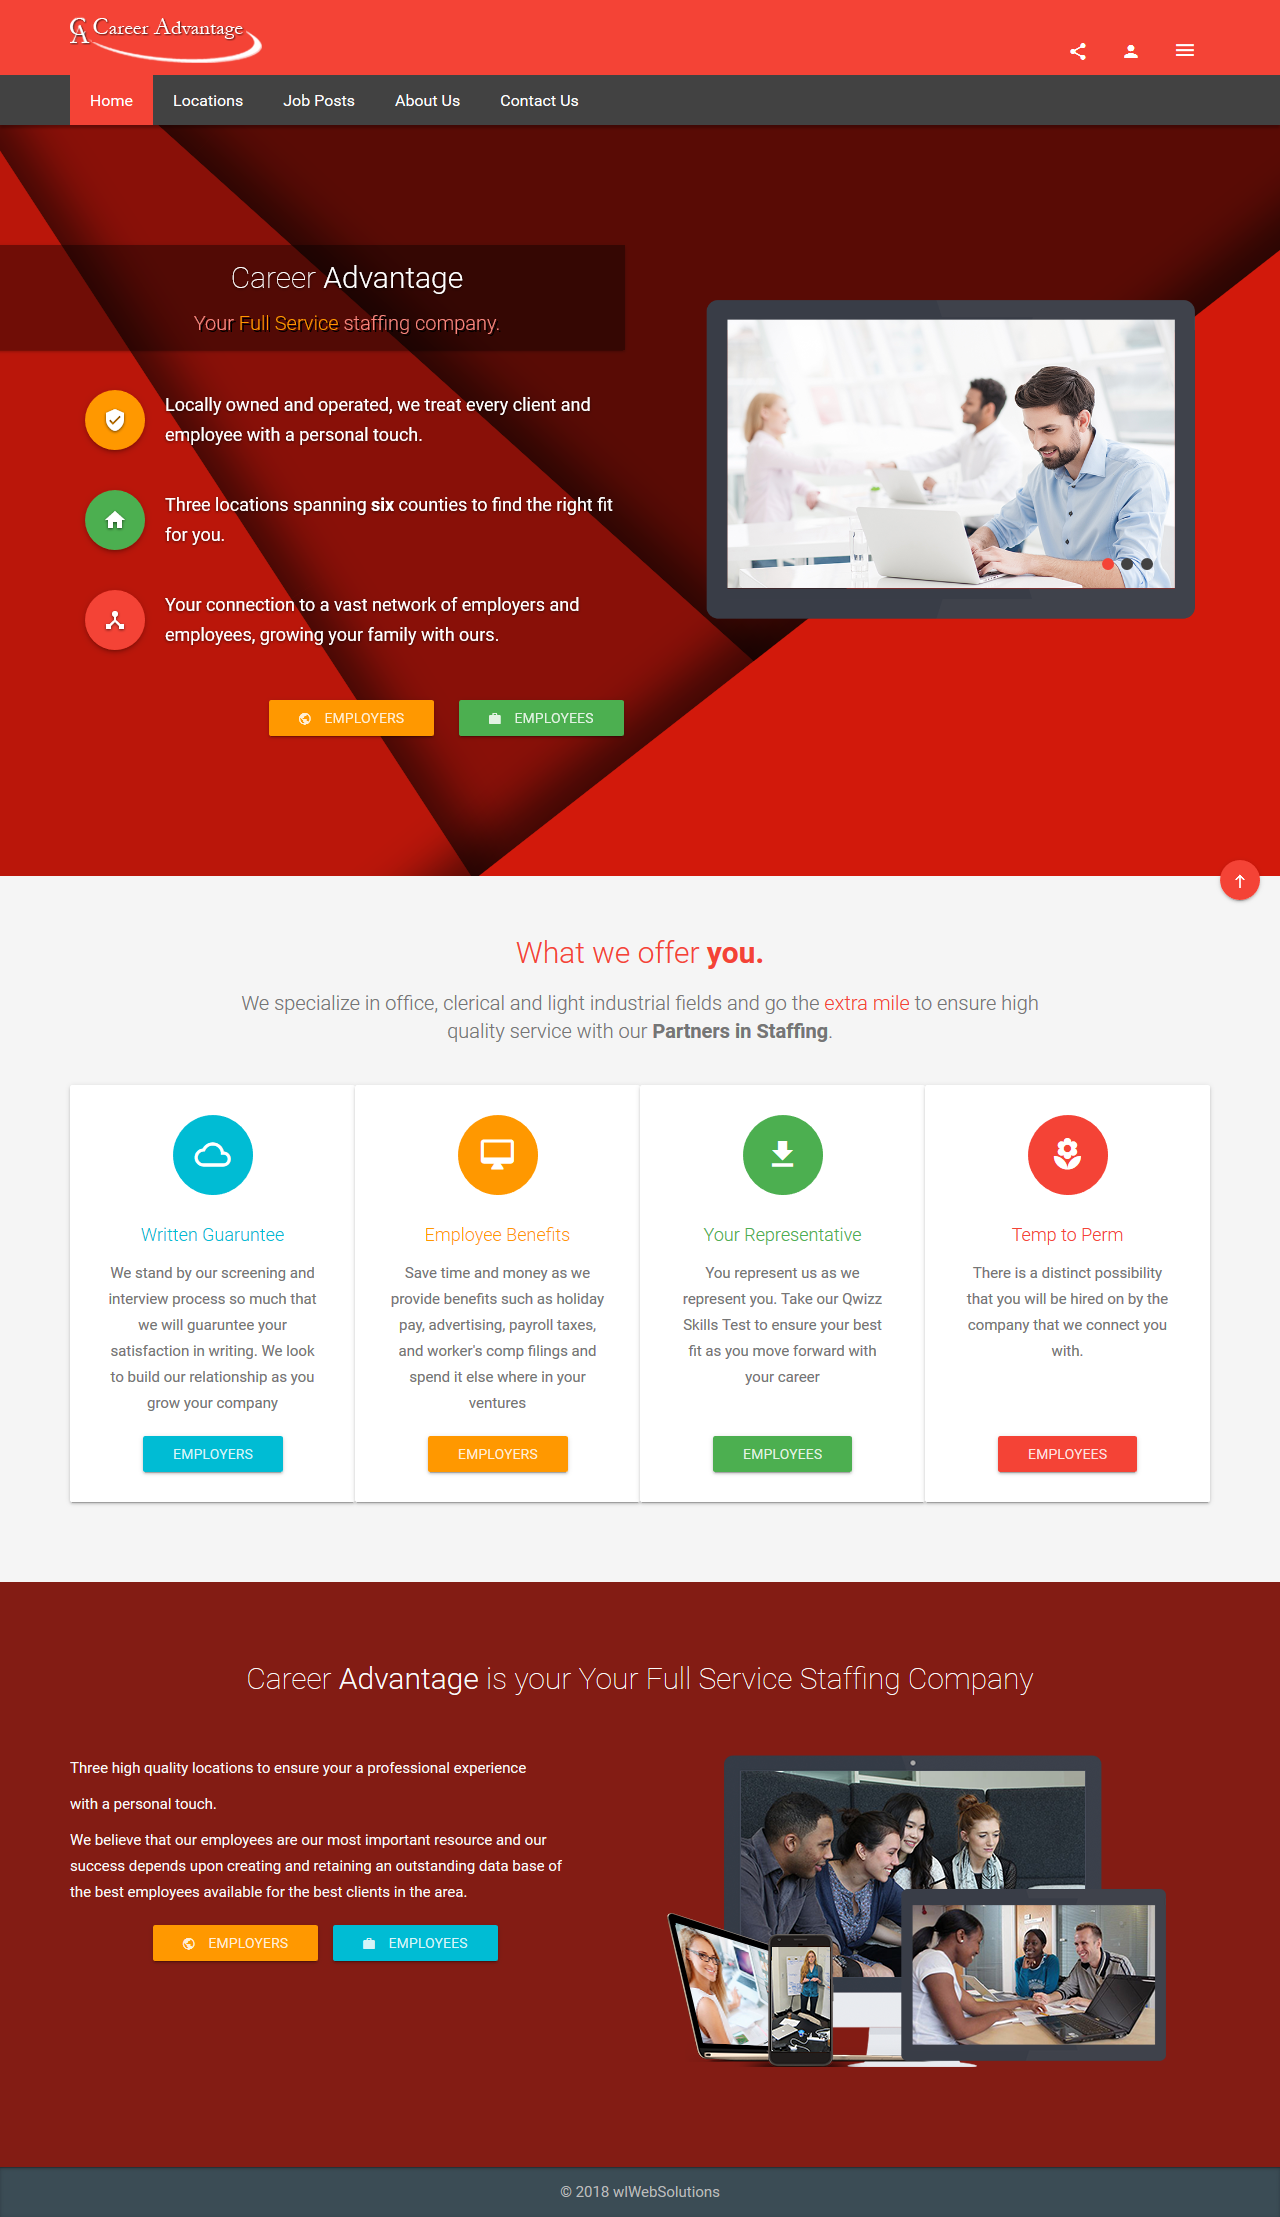 CA Career Advantage
Home Locations Job Posts About Us Contact Us
Career Advantage
Your Full Service staffing company.
Locally owned and operated, we treat every client and
employee with a personal touch.
Three locations spanning six counties to find the right fit
for you.
Your connection to a vast network of employers and
employees, growing your family with ours.
EMPLOYERS EMPLOYEES
What we offer you.
We specialize in office, clerical and light industrial fields and go the extra mile to ensure high
quality service with our Partners in Staffing.
Written Guaruntee
We stand by our screening and
interview process so much that
we will guaruntee your
satisfaction in writing. We look
to build our relationship as you
grow your company
EMPLOYERS
Employee Benefits
Save time and money as we
provide benefits such as holiday
pay, advertising, payroll taxes,
and worker's comp filings and
spend it else where in your
ventures
EMPLOYERS
Your Representative
You represent us as we
represent you. Take our Qwizz
Skills Test to ensure your best
fit as you move forward with
your career
EMPLOYEES
Temp to Perm
There is a distinct possibility
that you will be hired on by the
company that we connect you
with.
EMPLOYEES
Career Advantage is your Your Full Service Staffing Company
Three high quality locations to ensure your a professional experience
with a personal touch.
We believe that our employees are our most important resource and our
success depends upon creating and retaining an outstanding data base of
the best employees available for the best clients in the area.
EMPLOYERS EMPLOYEES
© 2018 wlWebSolutions